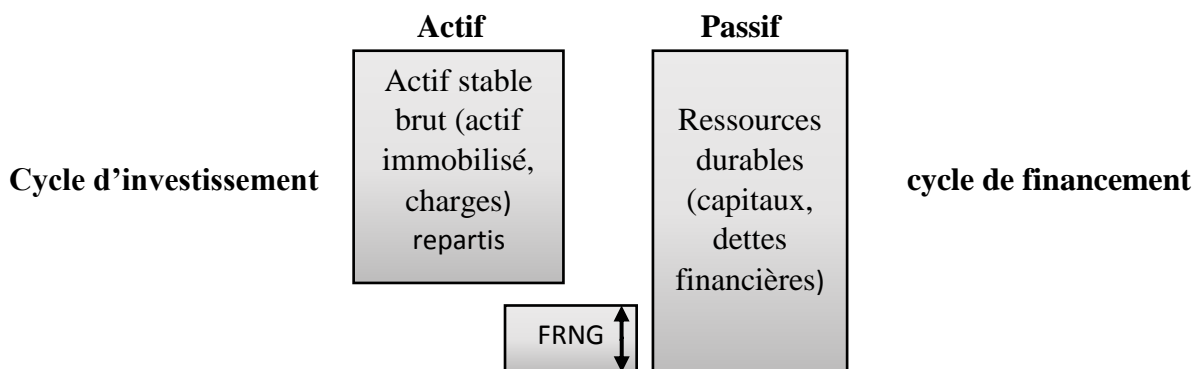 Actif
Passif
Cycle d’investissement
Actif stable
brut (actif
immobilisé,
charges)
repartis
Ressources
durables
(capitaux,
dettes
financières)
cycle de financement
FRNG